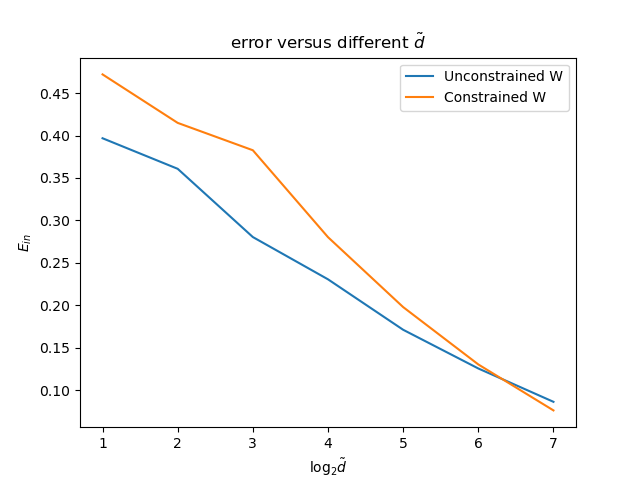 error versus different d̃
Unconstrained W
Constrained W
0.45
0.40
0.35
0.30
0.25
0.20
0.15
0.10
E_in
1 2 3 4 5 6 7
log₂d̃